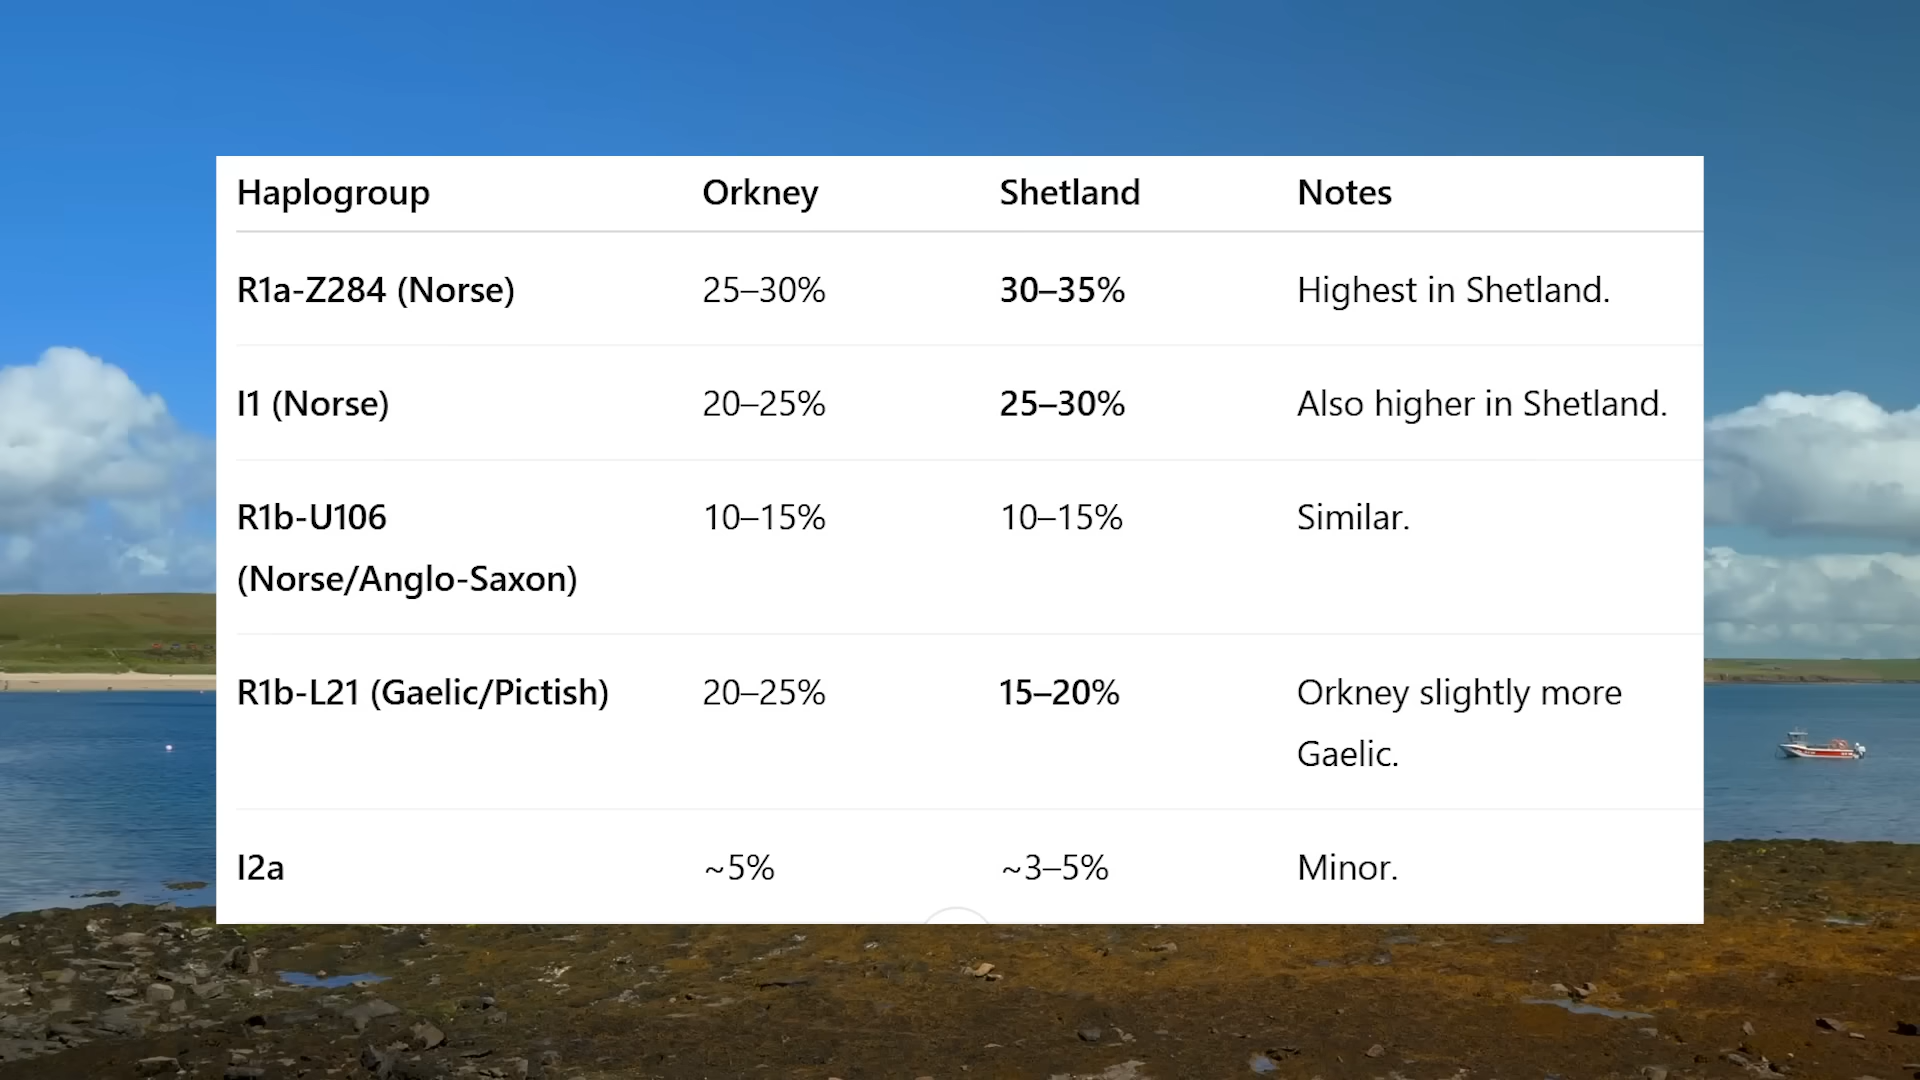 Haplogroup Orkney Shetland Notes
R1a-Z284 (Norse) 25–30% 30–35% Highest in Shetland.
I1 (Norse) 20–25% 25–30% Also higher in Shetland.
R1b-U106 10–15% 10–15% Similar.
(Norse/Anglo-Saxon)
R1b-L21 (Gaelic/Pictish) 20–25% 15–20% Orkney slightly more
Gaelic.
I2a ~5% ~3–5% Minor.